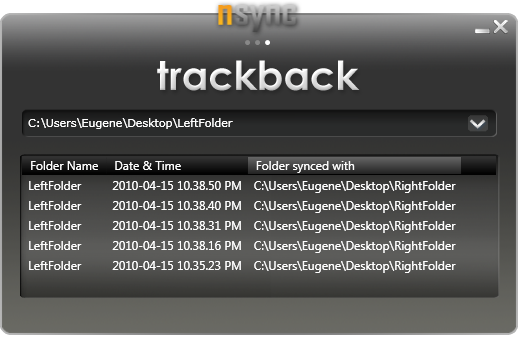 nsync
trackback
C:\Users\Eugene\Desktop\LeftFolder
Folder Name Date & Time Folder synced with
LeftFolder 2010-04-15 10.38.50 PM C:\Users\Eugene\Desktop\RightFolder
LeftFolder 2010-04-15 10.38.40 PM C:\Users\Eugene\Desktop\RightFolder
LeftFolder 2010-04-15 10.38.31 PM C:\Users\Eugene\Desktop\RightFolder
LeftFolder 2010-04-15 10.38.16 PM C:\Users\Eugene\Desktop\RightFolder
LeftFolder 2010-04-15 10.35.23 PM C:\Users\Eugene\Desktop\RightFolder